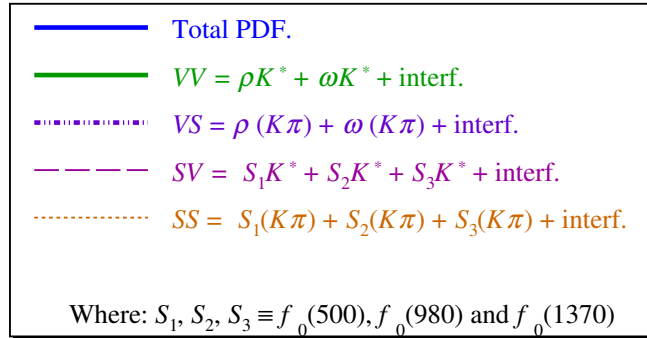 Total PDF.
VV = ρK* + ωK* + interf.
VS = ρ (Kπ) + ω (Kπ) + interf.
SV = S₁K* + S₂K* + S₃K* + interf.
SS = S₁(Kπ) + S₂(Kπ) + S₃(Kπ) + interf.
Where: S₁, S₂, S₃ ≡ f₀(500), f₀(980) and f₀(1370)